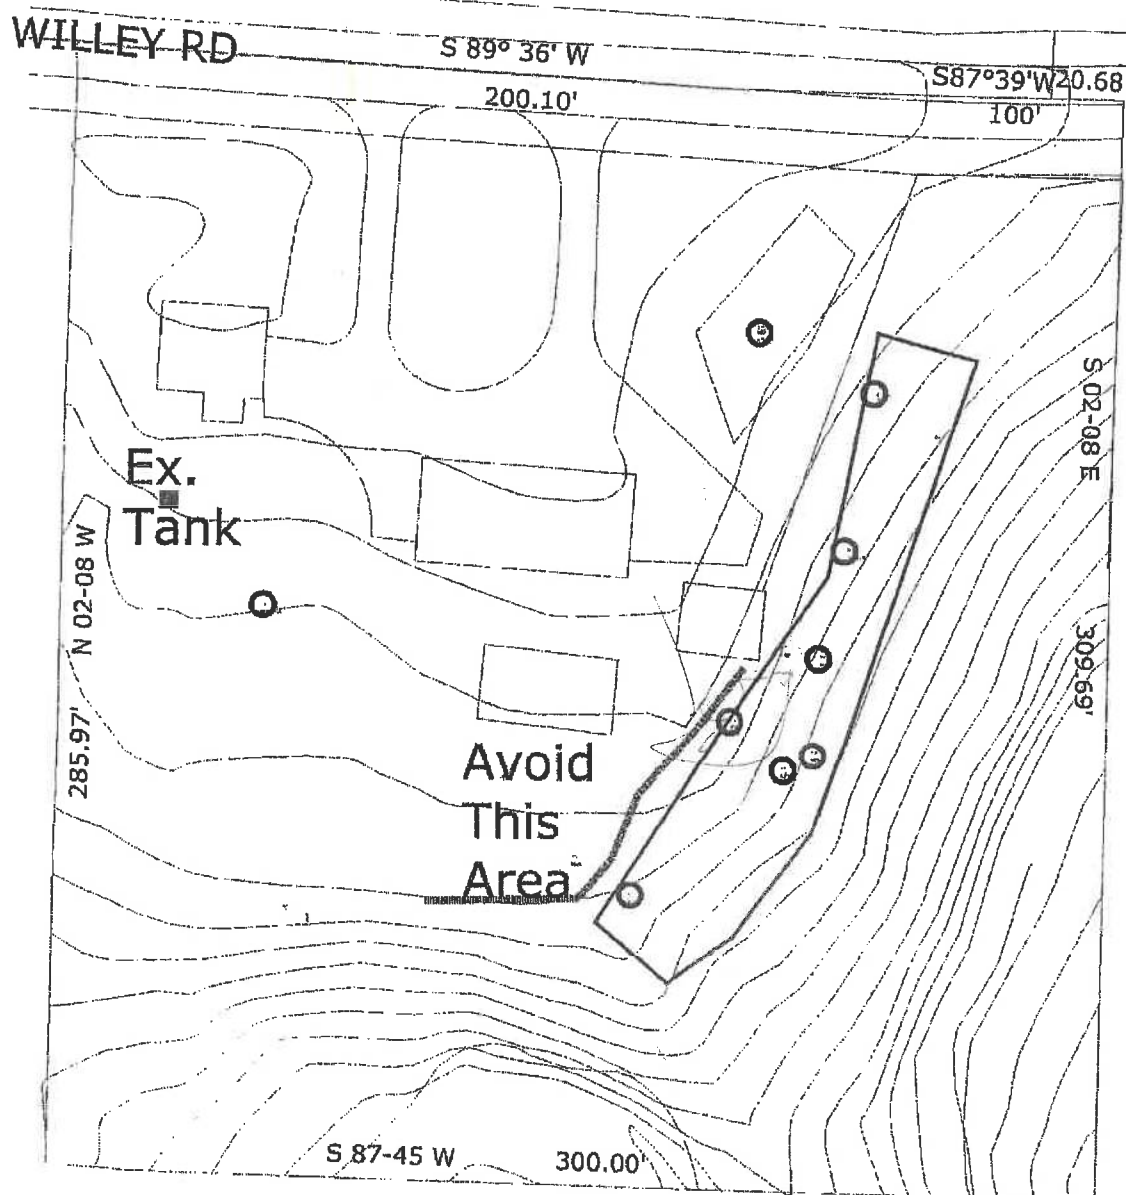 WILLEY RD
S 89° 36' W
200.10'
S87°39'W
20.68
100'
S 02-08 E
309.69'
Ex.
Tank
N 02-08 W
285.97'
Avoid
This
Area
S 87-45 W
300.00'